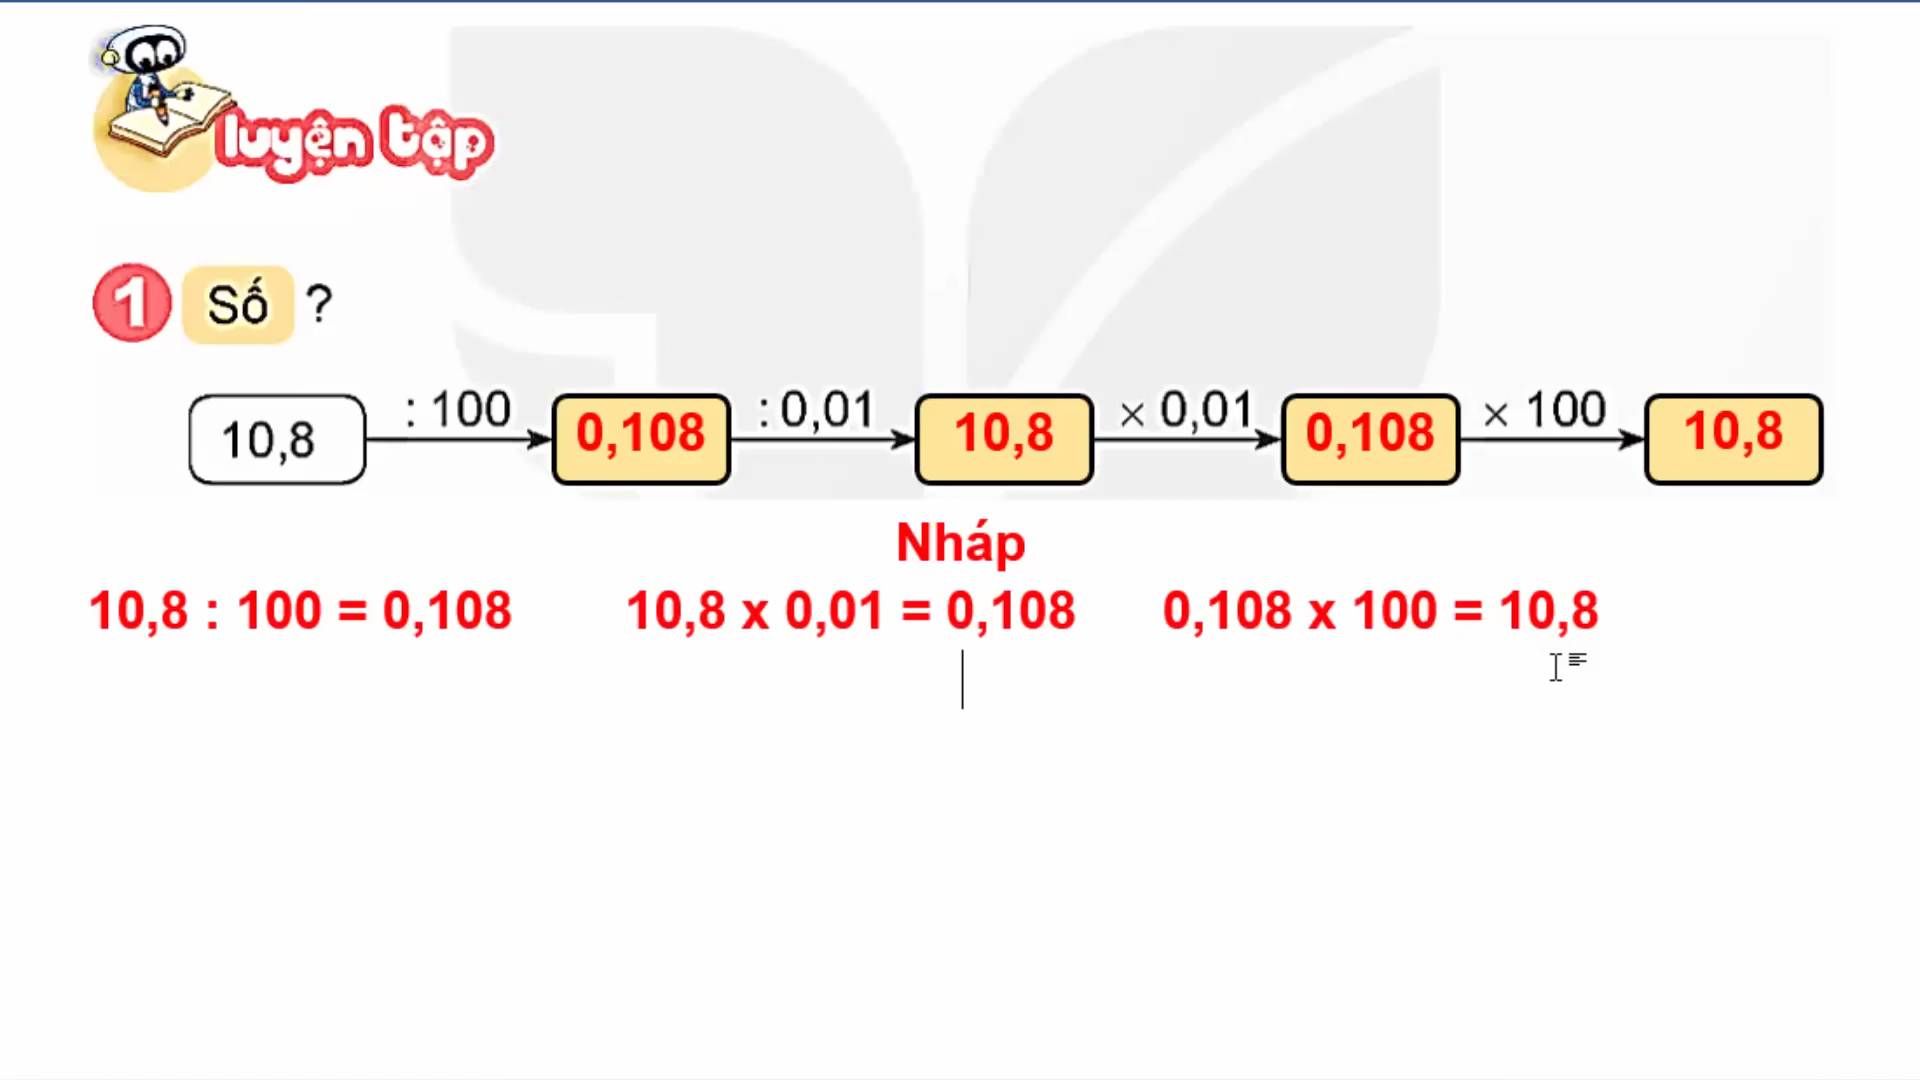 luyện tập
1 Số ?
10,8 : 100 0,108 : 0,01 10,8 × 0,01 0,108 × 100 10,8
Nháp
10,8 : 100 = 0,108 10,8 x 0,01 = 0,108 0,108 x 100 = 10,8